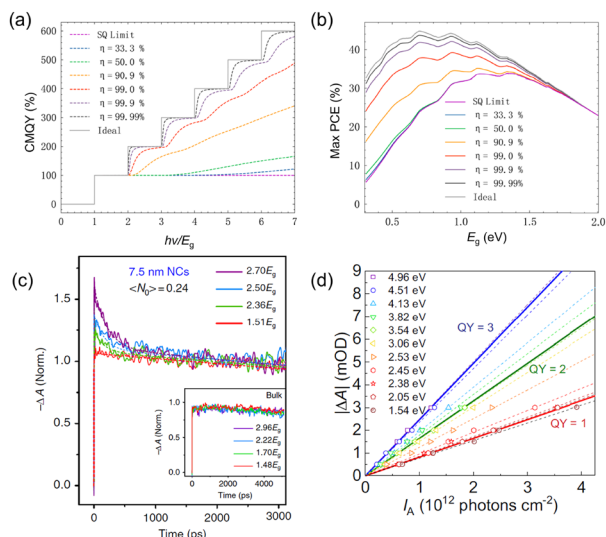 (a)
600
500
400
300
200
100
0
CMQY (%)
SQ Limit
η = 33.3 %
η = 50.0 %
η = 90.9 %
η = 99.0 %
η = 99.9 %
η = 99.99%
Ideal
0 1 2 3 4 5 6 7
hν/Eg
(b)
40
30
20
10
0
Max PCE (%)
SQ Limit
η = 33.3 %
η = 50.0 %
η = 90.9 %
η = 99.0 %
η = 99.9 %
η = 99.99%
Ideal
0.5 1.0 1.5 2.0
Eg (eV)
(c)
7.5 nm NCs
<N0> = 0.24
2.70Eg
2.50Eg
2.36Eg
1.51Eg
1.5
1.0
0.5
0.0
−ΔA (Norm.)
Bulk
1.0
0.5
0.0
−ΔA (Norm.)
2.96Eg
2.22Eg
1.70Eg
1.48Eg
0 2000 4000
Time (ps)
0 1000 2000 3000
Time (ps)
(d)
9
8
7
6
5
4
3
2
1
0
|ΔA| (mOD)
4.96 eV
4.51 eV
4.13 eV
3.82 eV
3.54 eV
3.06 eV
2.53 eV
2.45 eV
2.38 eV
2.05 eV
1.54 eV
QY = 3
QY = 2
QY = 1
0 1 2 3 4
IA (10¹² photons cm⁻²)